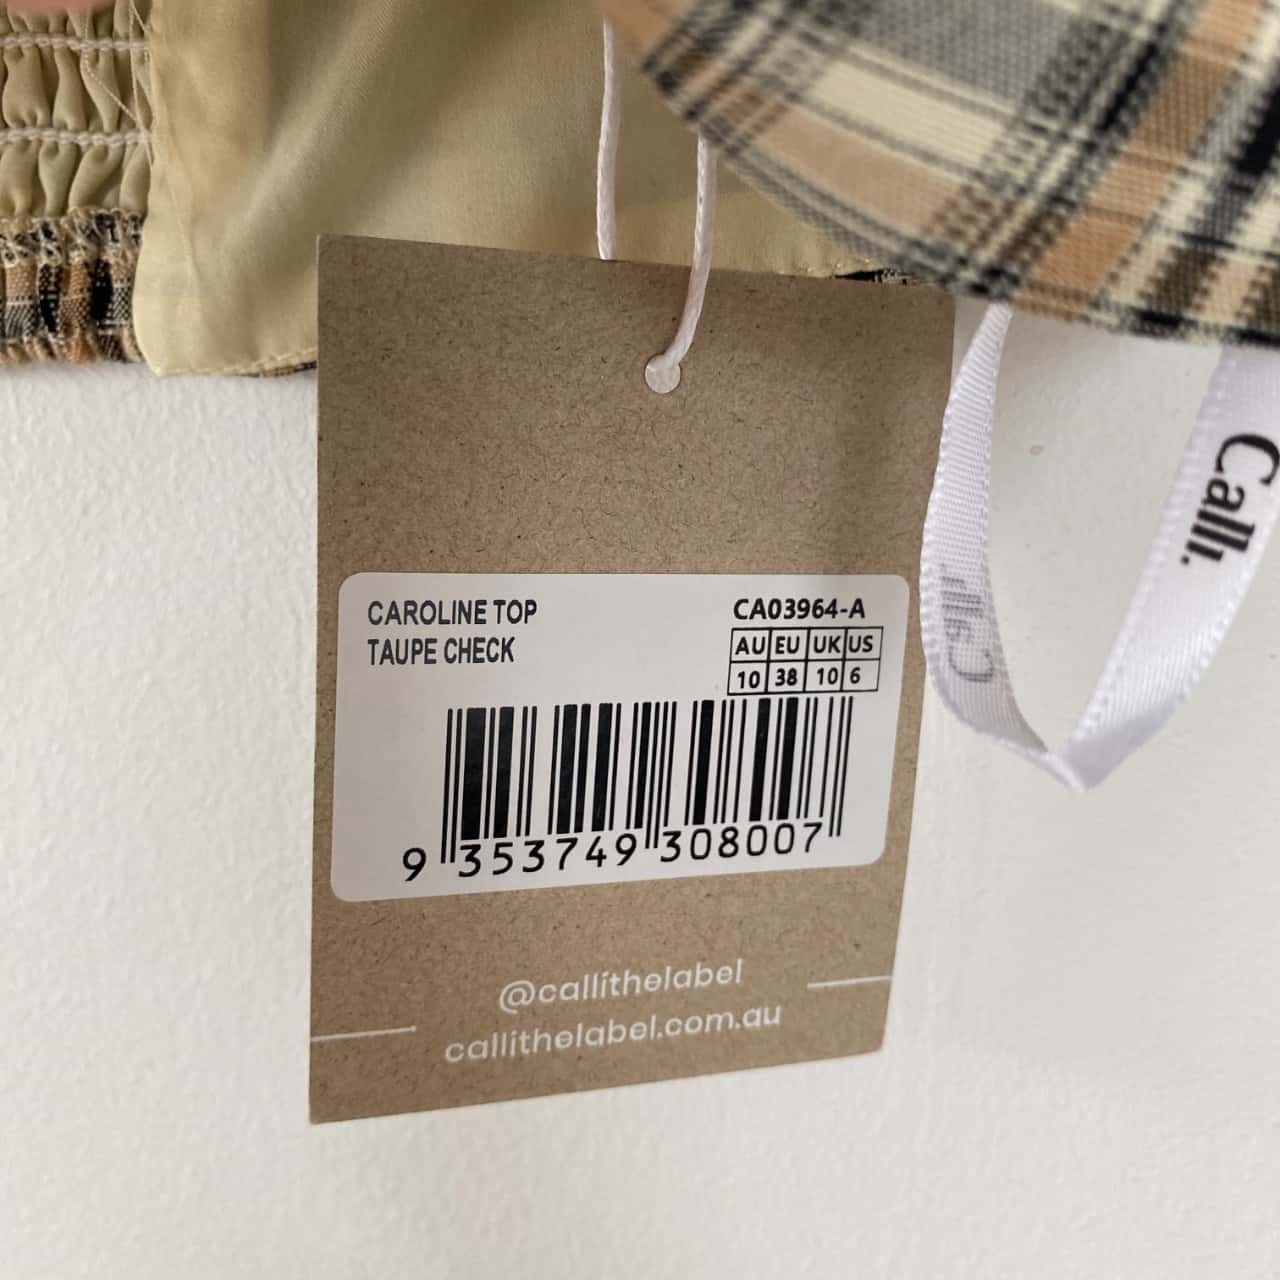 CAROLINE TOP
TAUPE CHECK
CA03964-A
AU EU UK US
10 38 10 6
9 353749 308007
@callithelabel
callithelabel.com.au
Calli.
Calli